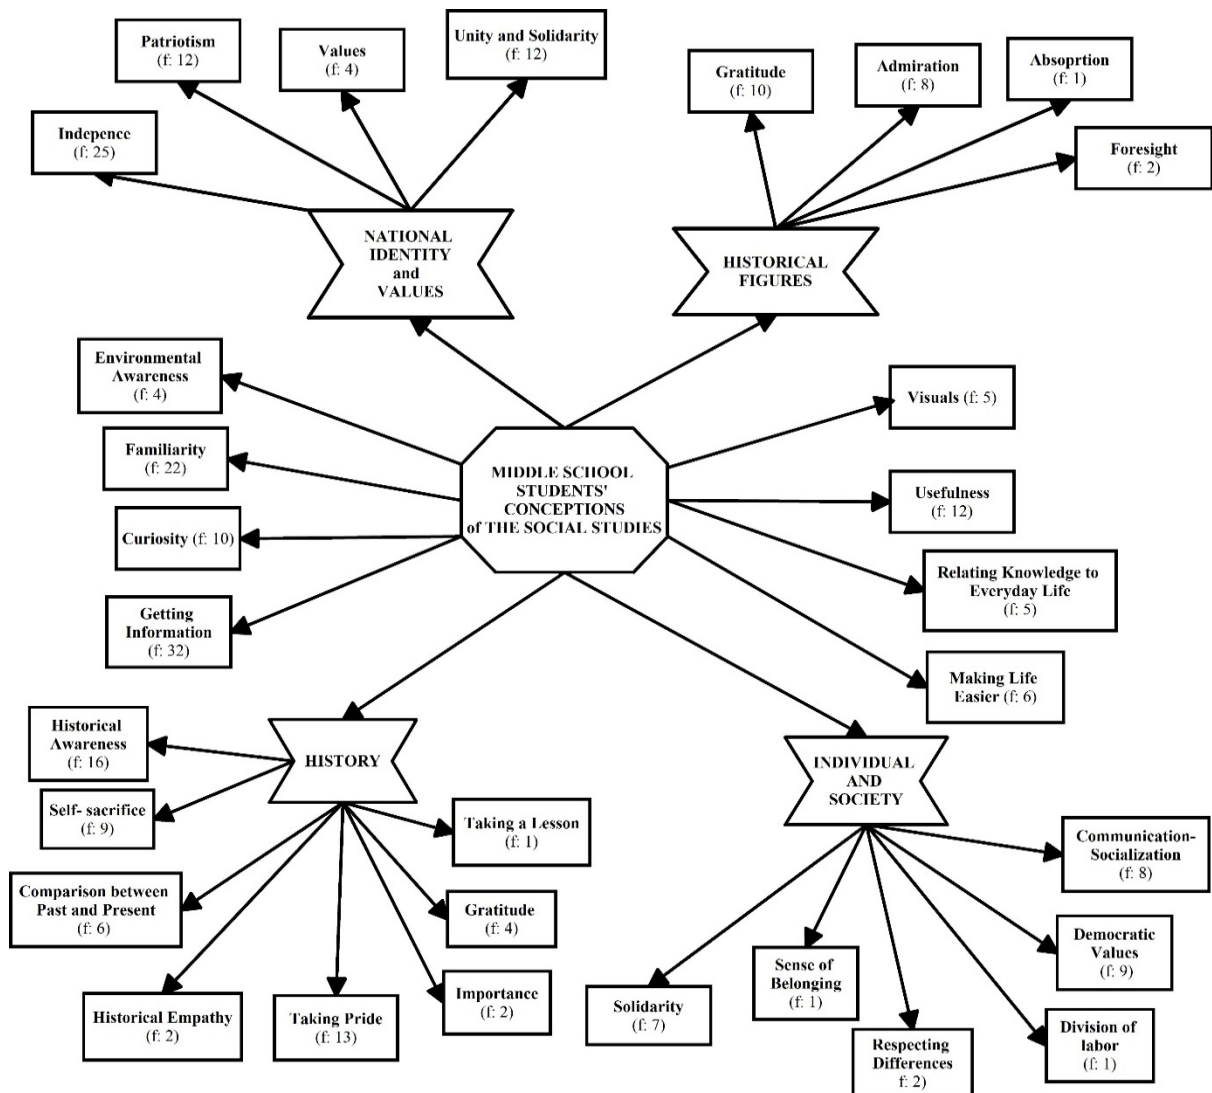 Patriotism
(f: 12)
Values
(f: 4)
Unity and Solidarity
(f: 12)
Indepence
(f: 25)
NATIONAL
IDENTITY
and
VALUES
Gratitude
(f: 10)
Admiration
(f: 8)
Absoprtion
(f: 1)
Foresight
(f: 2)
HISTORICAL
FIGURES
Environmental
Awareness
(f: 4)
Familiarity
(f: 22)
Curiosity (f: 10)
Getting
Information
(f: 32)
MIDDLE SCHOOL
STUDENTS'
CONCEPTIONS
of THE SOCIAL STUDIES
Visuals (f: 5)
Usefulness
(f: 12)
Relating Knowledge to
Everyday Life
(f: 5)
Making Life
Easier (f: 6)
Historical
Awareness
(f: 16)
Self- sacrifice
(f: 9)
Comparison between
Past and Present
(f: 6)
Historical Empathy
(f: 2)
HISTORY
Taking Pride
(f: 13)
Taking a Lesson
(f: 1)
Gratitude
(f: 4)
Importance
(f: 2)
INDIVIDUAL
AND
SOCIETY
Solidarity
(f: 7)
Sense of
Belonging
(f: 1)
Respecting
Differences
f: 2)
Communication-
Socialization
(f: 8)
Democratic
Values
(f: 9)
Division of
labor
(f: 1)